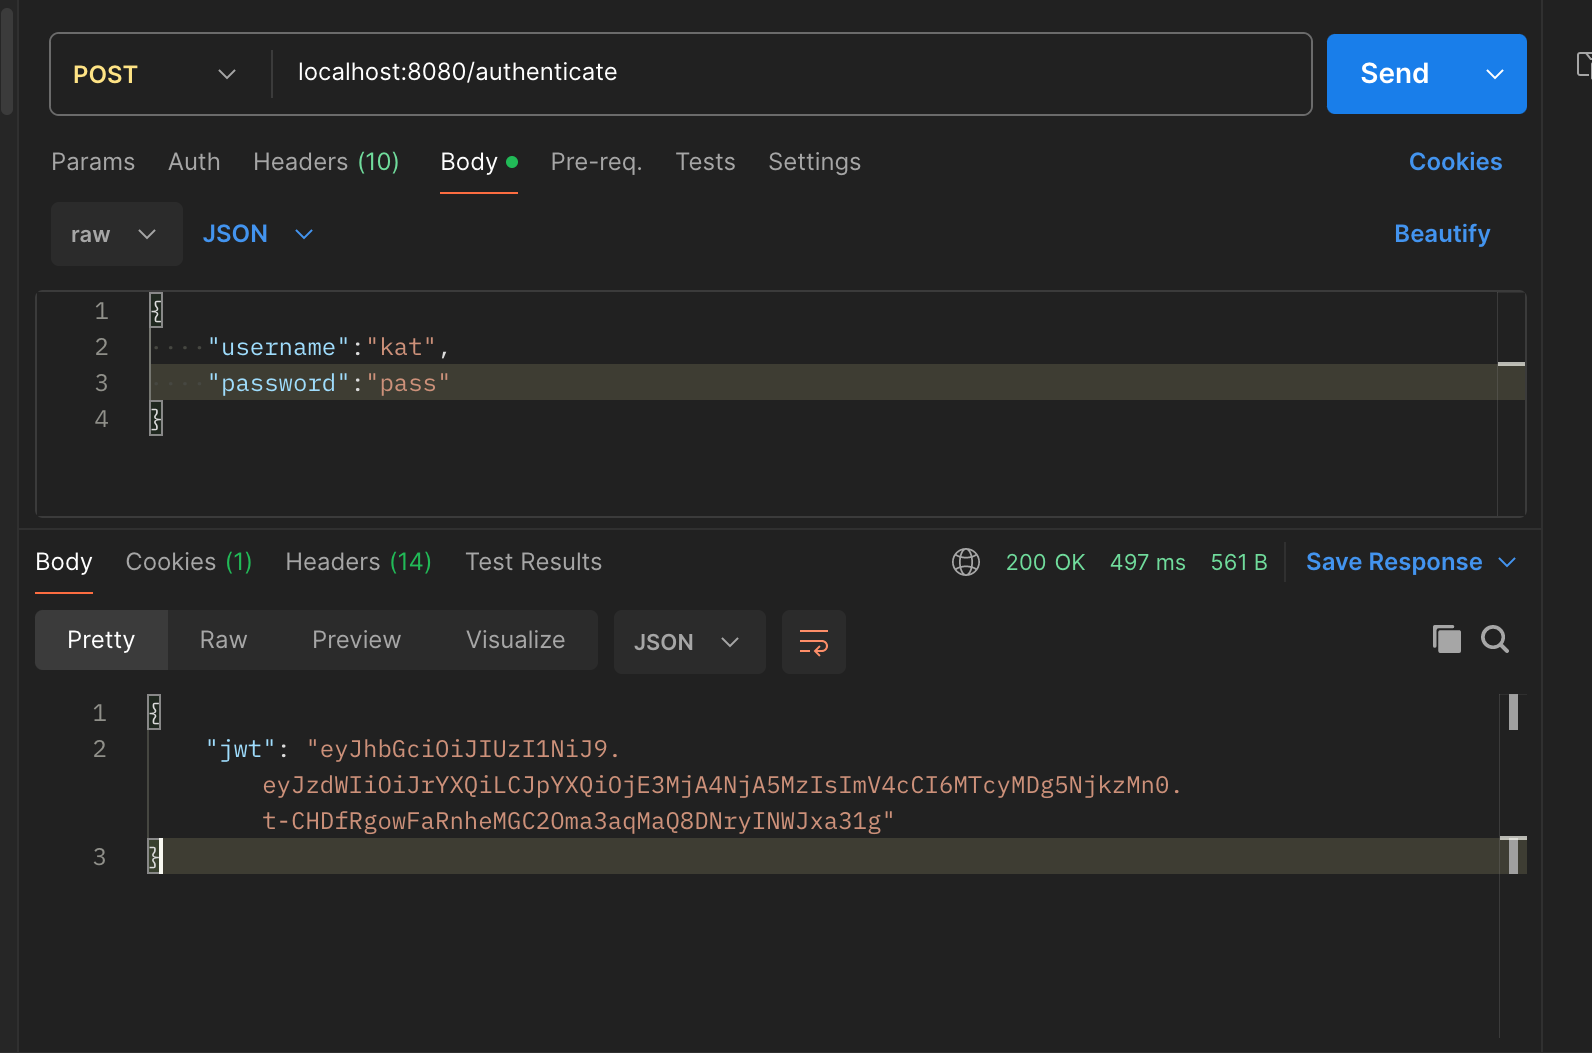 POST
localhost:8080/authenticate
Send
Params Auth Headers (10) Body Pre-req. Tests Settings Cookies
raw JSON Beautify
1 {
2 "username":"kat",
3 "password":"pass"
4 }
Body Cookies (1) Headers (14) Test Results 200 OK 497 ms 561 B Save Response
Pretty Raw Preview Visualize JSON
1 {
2 "jwt": "eyJhbGciOiJIUzI1NiJ9.
eyJzdWIiOiJrYXQiLCJpYXQiOjE3MjA4NjA5MzIsImV4cCI6MTcyMDg5NjkzMn0.
t-CHDfRgowFaRnheMGC2Oma3aqMaQ8DNryINWJxa31g"
3 }